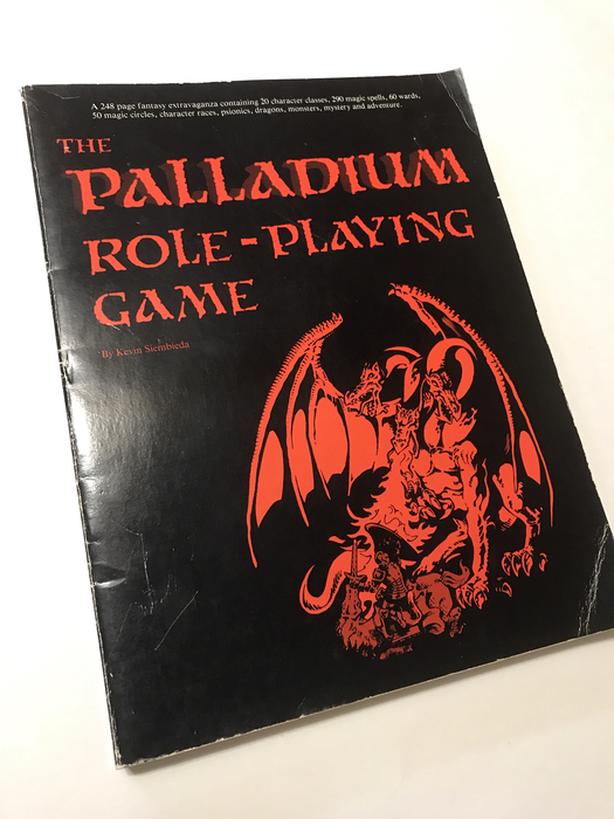 A 248 page fantasy extravaganza containing 20 character classes, 290 magic spells, 60 wards,
50 magic circles, character races, psionics, dragons, monsters, mystery and adventure.
THE
PALLADIUM
ROLE-PLAYING
GAME
By Kevin Siembieda